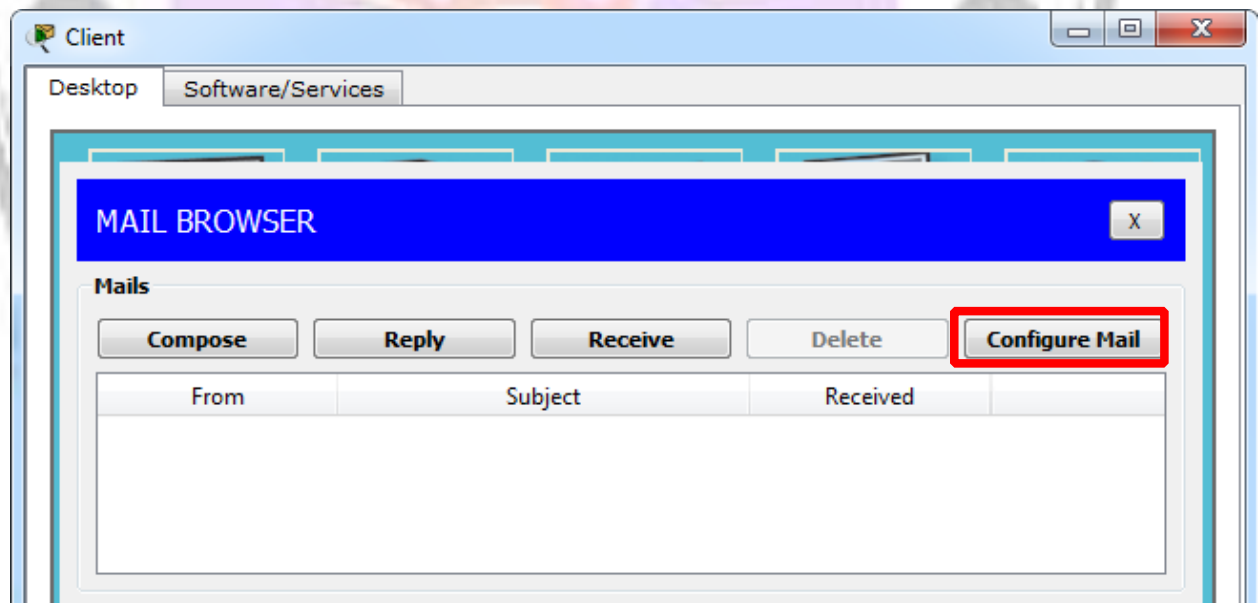 Client
Desktop Software/Services
MAIL BROWSER X
Mails
Compose Reply Receive Delete Configure Mail
From Subject Received